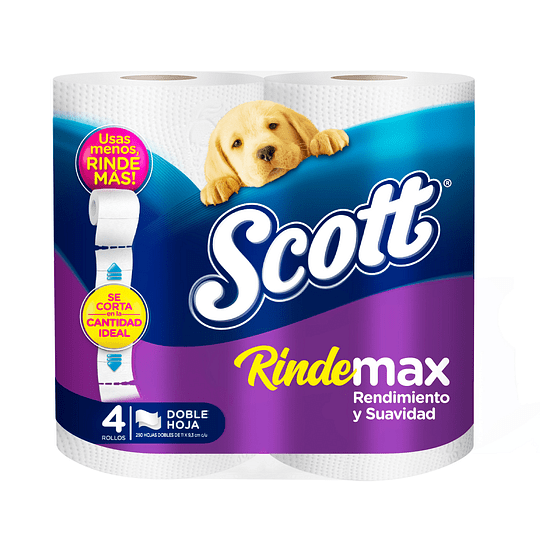 Usas
menos,
RINDE
MÁS!
Scott®
SE
CORTA
en la
CANTIDAD
IDEAL
Rindemax
Rendimiento
y Suavidad
4
ROLLOS
DOBLE
HOJA